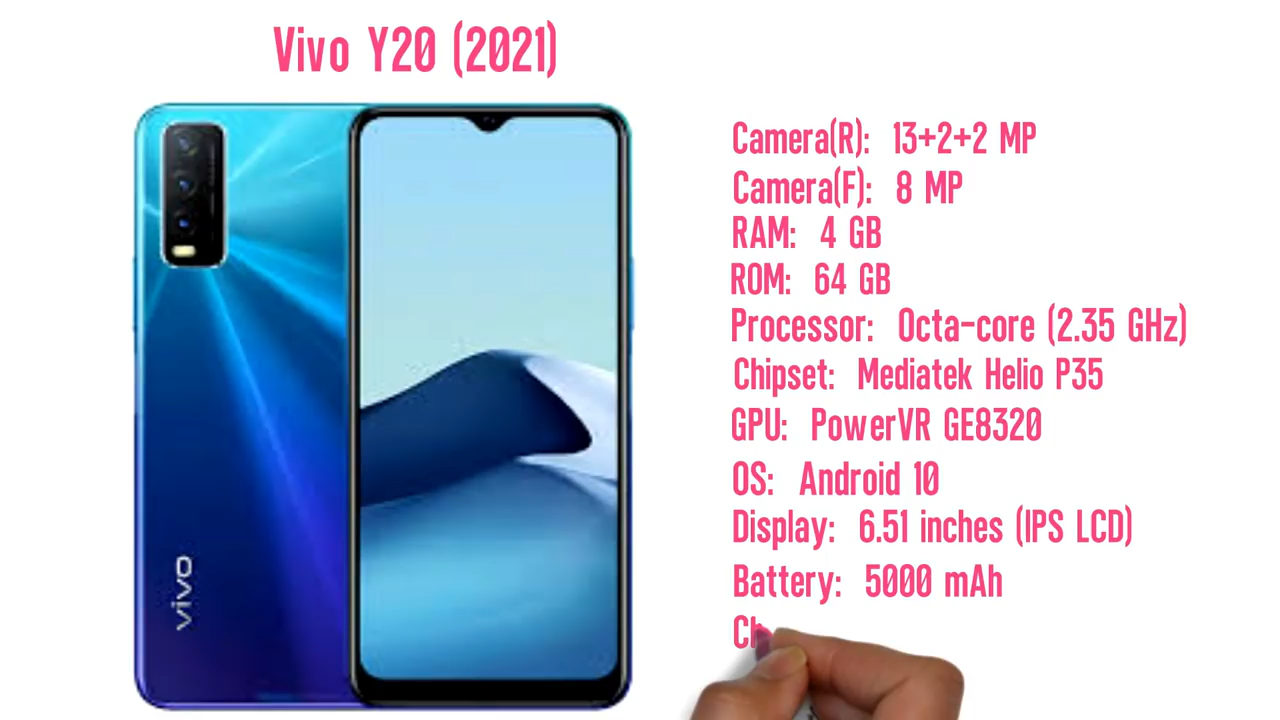 Vivo Y20 (2021)
vivo
Camera(R): 13+2+2 MP
Camera(F): 8 MP
RAM: 4 GB
ROM: 64 GB
Processor: Octa-core (2.35 GHz)
Chipset: Mediatek Helio P35
GPU: PowerVR GE8320
OS: Android 10
Display: 6.51 inches (IPS LCD)
Battery: 5000 mAh
Ch